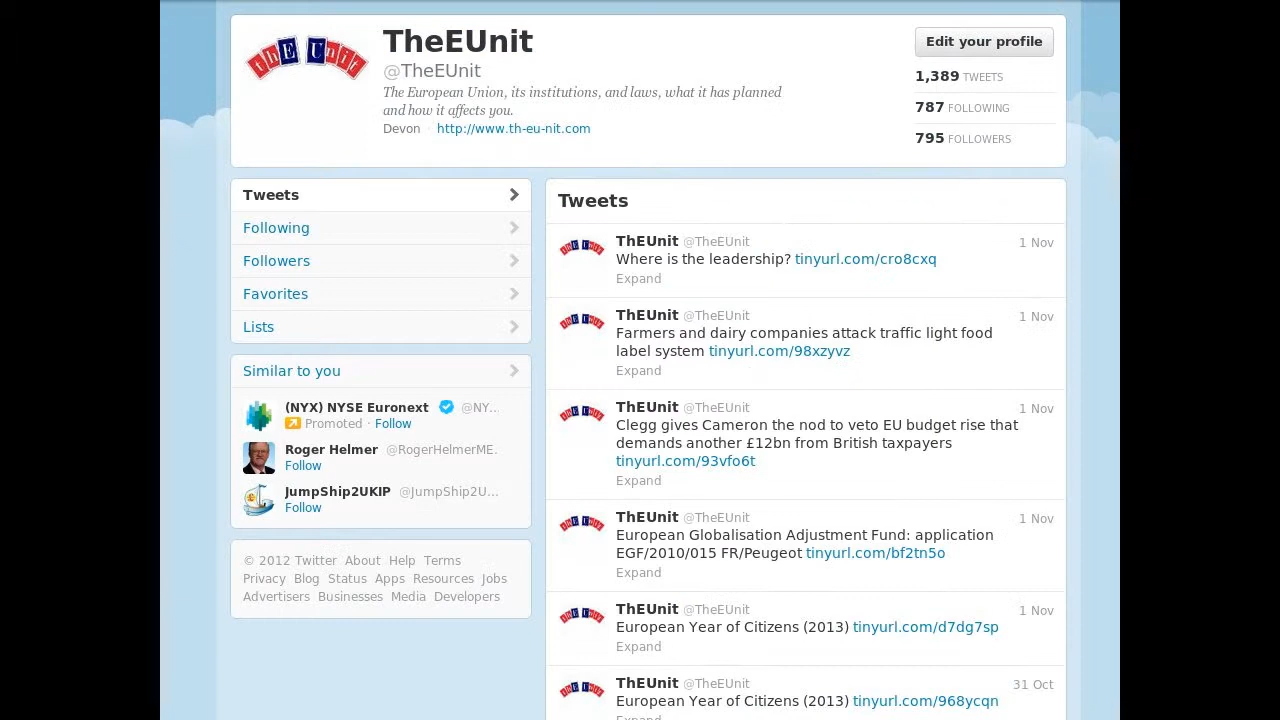 thE Unit
TheEUnit
@TheEUnit
The European Union, its institutions, and laws, what it has planned
and how it affects you.
Devon · http://www.th-eu-nit.com
Edit your profile
1,389 TWEETS
787 FOLLOWING
795 FOLLOWERS
Tweets
Following
Followers
Favorites
Lists
Similar to you
(NYX) NYSE Euronext @NY...
Promoted · Follow
Roger Helmer @RogerHelmerME.
Follow
JumpShip2UKIP @JumpShip2U...
Follow
© 2012 Twitter About Help Terms
Privacy Blog Status Apps Resources Jobs
Advertisers Businesses Media Developers
Tweets
ThEUnit @TheEUnit 1 Nov
Where is the leadership? tinyurl.com/cro8cxq
Expand
ThEUnit @TheEUnit 1 Nov
Farmers and dairy companies attack traffic light food
label system tinyurl.com/98xzyvz
Expand
ThEUnit @TheEUnit 1 Nov
Clegg gives Cameron the nod to veto EU budget rise that
demands another £12bn from British taxpayers
tinyurl.com/93vfo6t
Expand
ThEUnit @TheEUnit 1 Nov
European Globalisation Adjustment Fund: application
EGF/2010/015 FR/Peugeot tinyurl.com/bf2tn5o
Expand
ThEUnit @TheEUnit 1 Nov
European Year of Citizens (2013) tinyurl.com/d7dg7sp
Expand
ThEUnit @TheEUnit 31 Oct
European Year of Citizens (2013) tinyurl.com/968ycqn
Expand